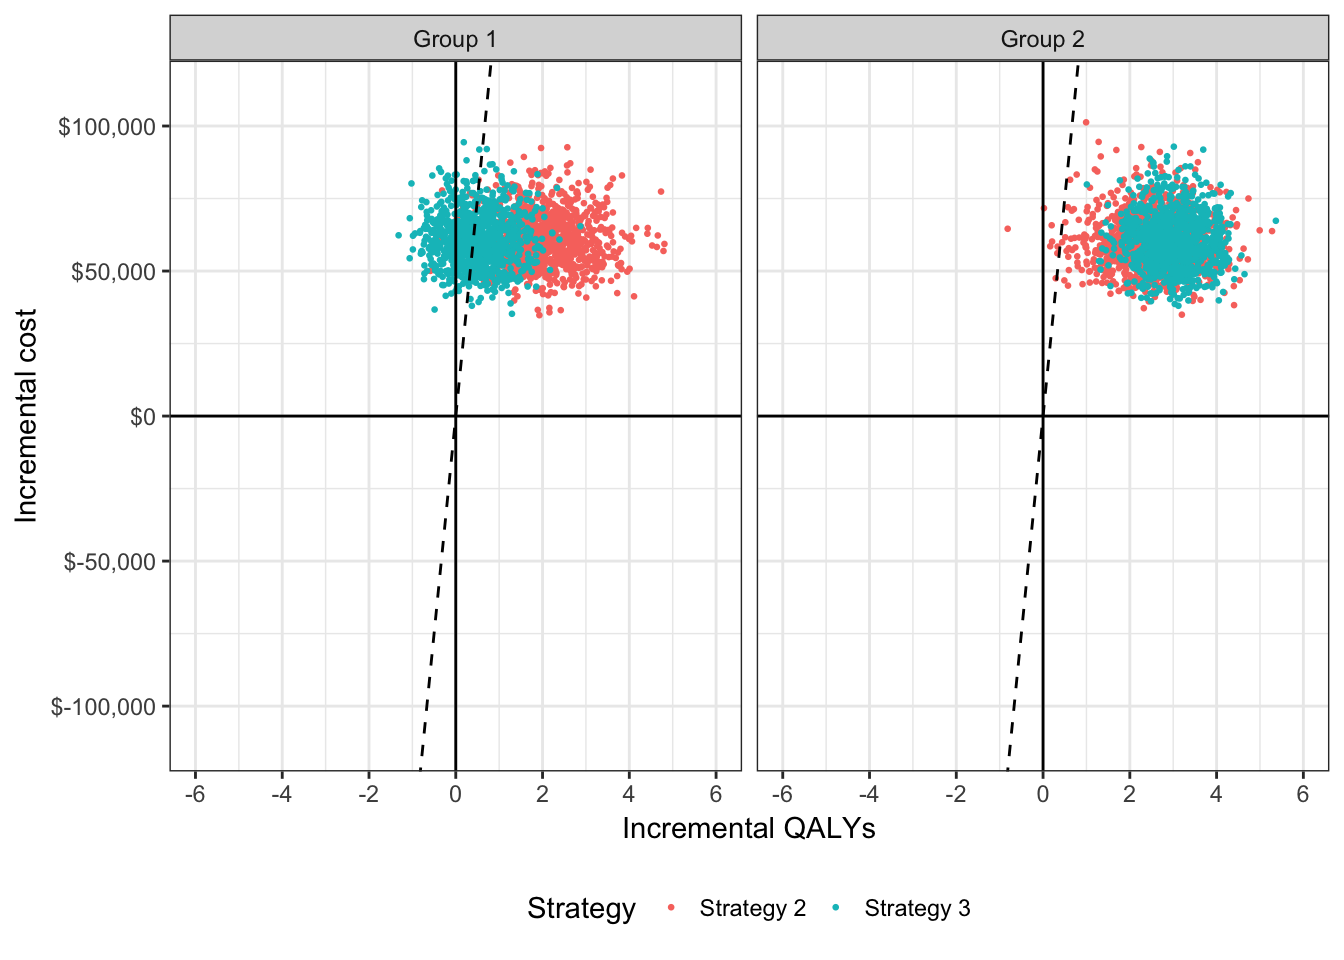 Group 1
Group 2
Incremental cost
$100,000
$50,000
$0
$-50,000
$-100,000
-6 -4 -2 0 2 4 6
-6 -4 -2 0 2 4 6
Incremental QALYs
Strategy Strategy 2 Strategy 3